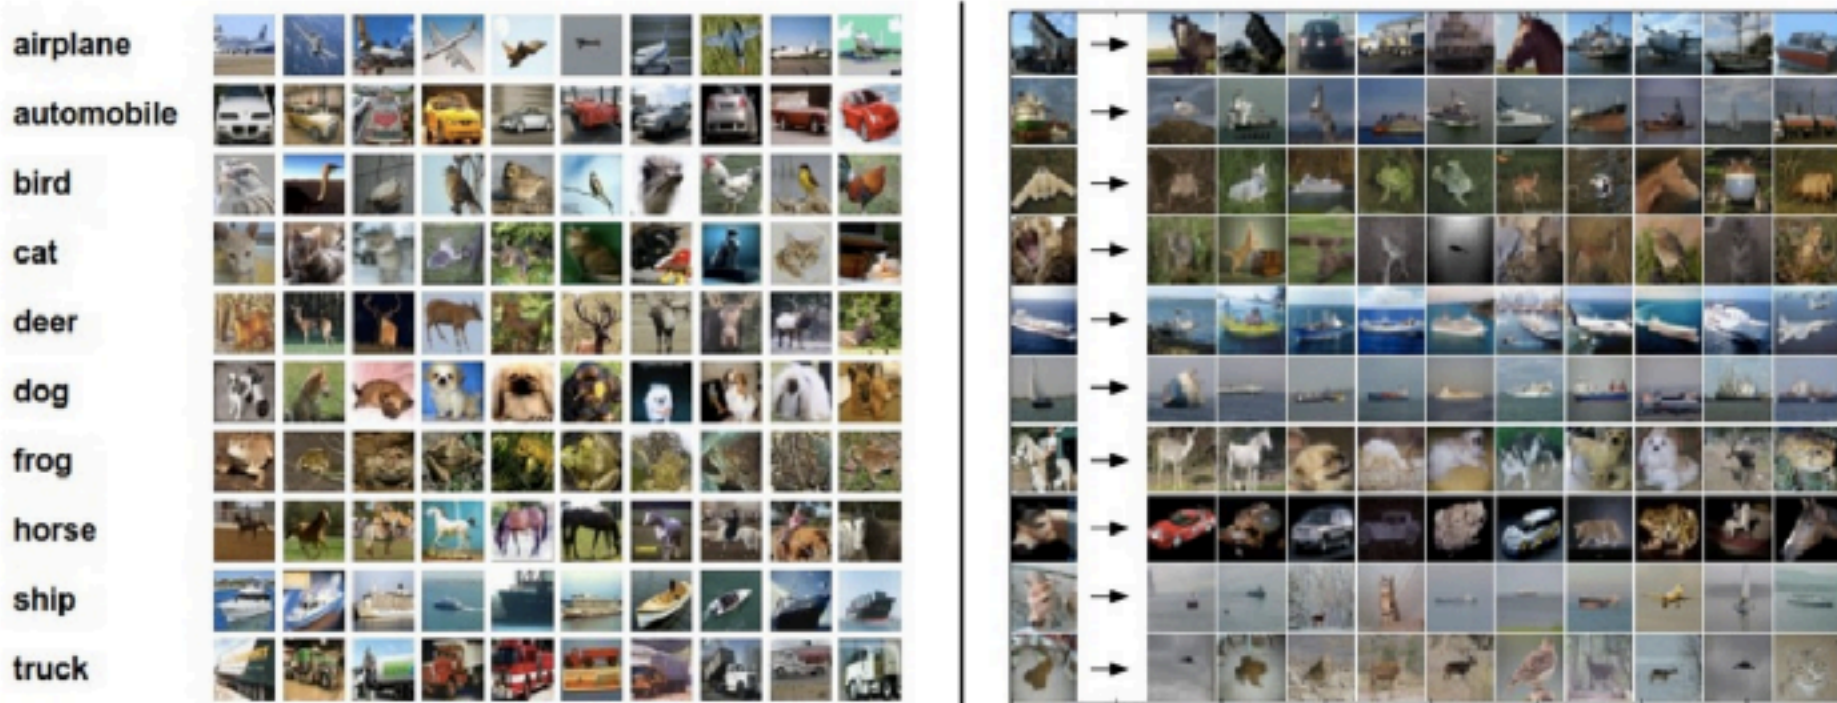 airplane
automobile
bird
cat
deer
dog
frog
horse
ship
truck